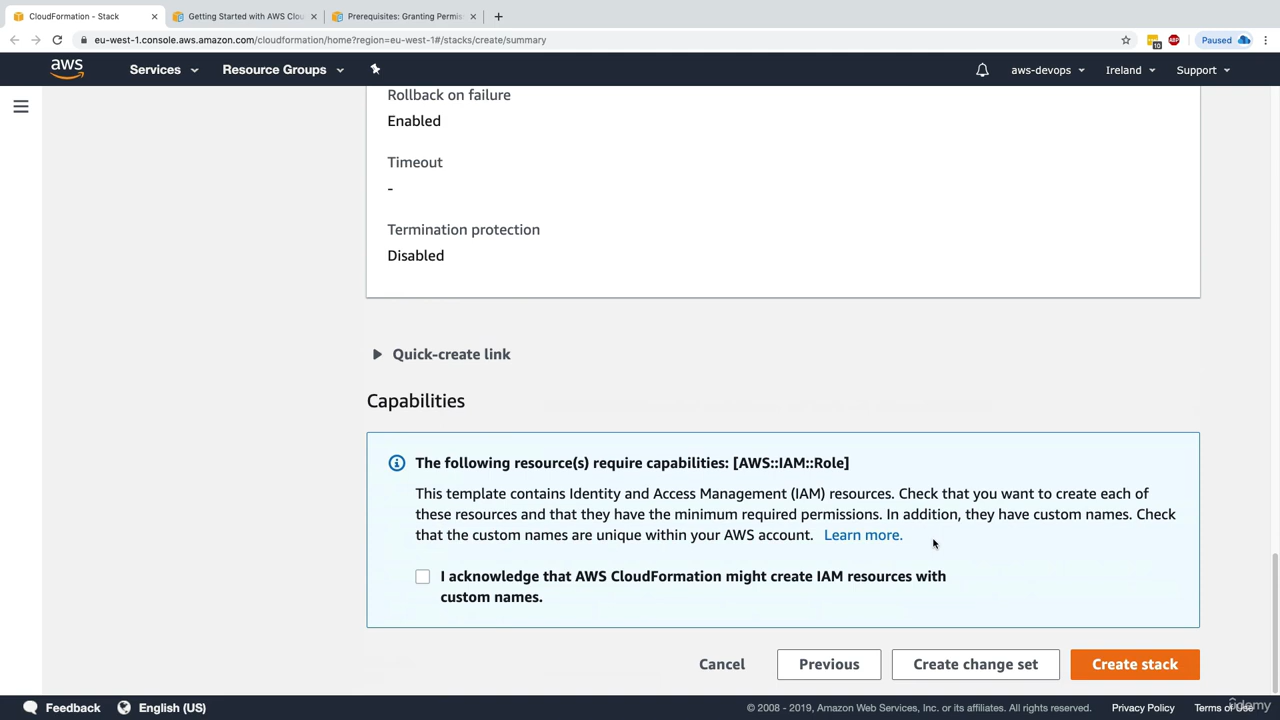 CloudFormation - Stack
Getting Started with AWS Clou
Prerequisites: Granting Permis
eu-west-1.console.aws.amazon.com/cloudformation/home?region=eu-west-1#/stacks/create/summary
10
ABP
Paused
aws
Services
Resource Groups
aws-devops
Ireland
Support
Rollback on failure
Enabled
Timeout
-
Termination protection
Disabled
Quick-create link
Capabilities
The following resource(s) require capabilities: [AWS::IAM::Role]
This template contains Identity and Access Management (IAM) resources. Check that you want to create each of
these resources and that they have the minimum required permissions. In addition, they have custom names. Check
that the custom names are unique within your AWS account. Learn more.
I acknowledge that AWS CloudFormation might create IAM resources with
custom names.
Cancel
Previous
Create change set
Create stack
Feedback
English (US)
© 2008 - 2019, Amazon Web Services, Inc. or its affiliates. All rights reserved.
Privacy Policy
Terms of Use
Udemy